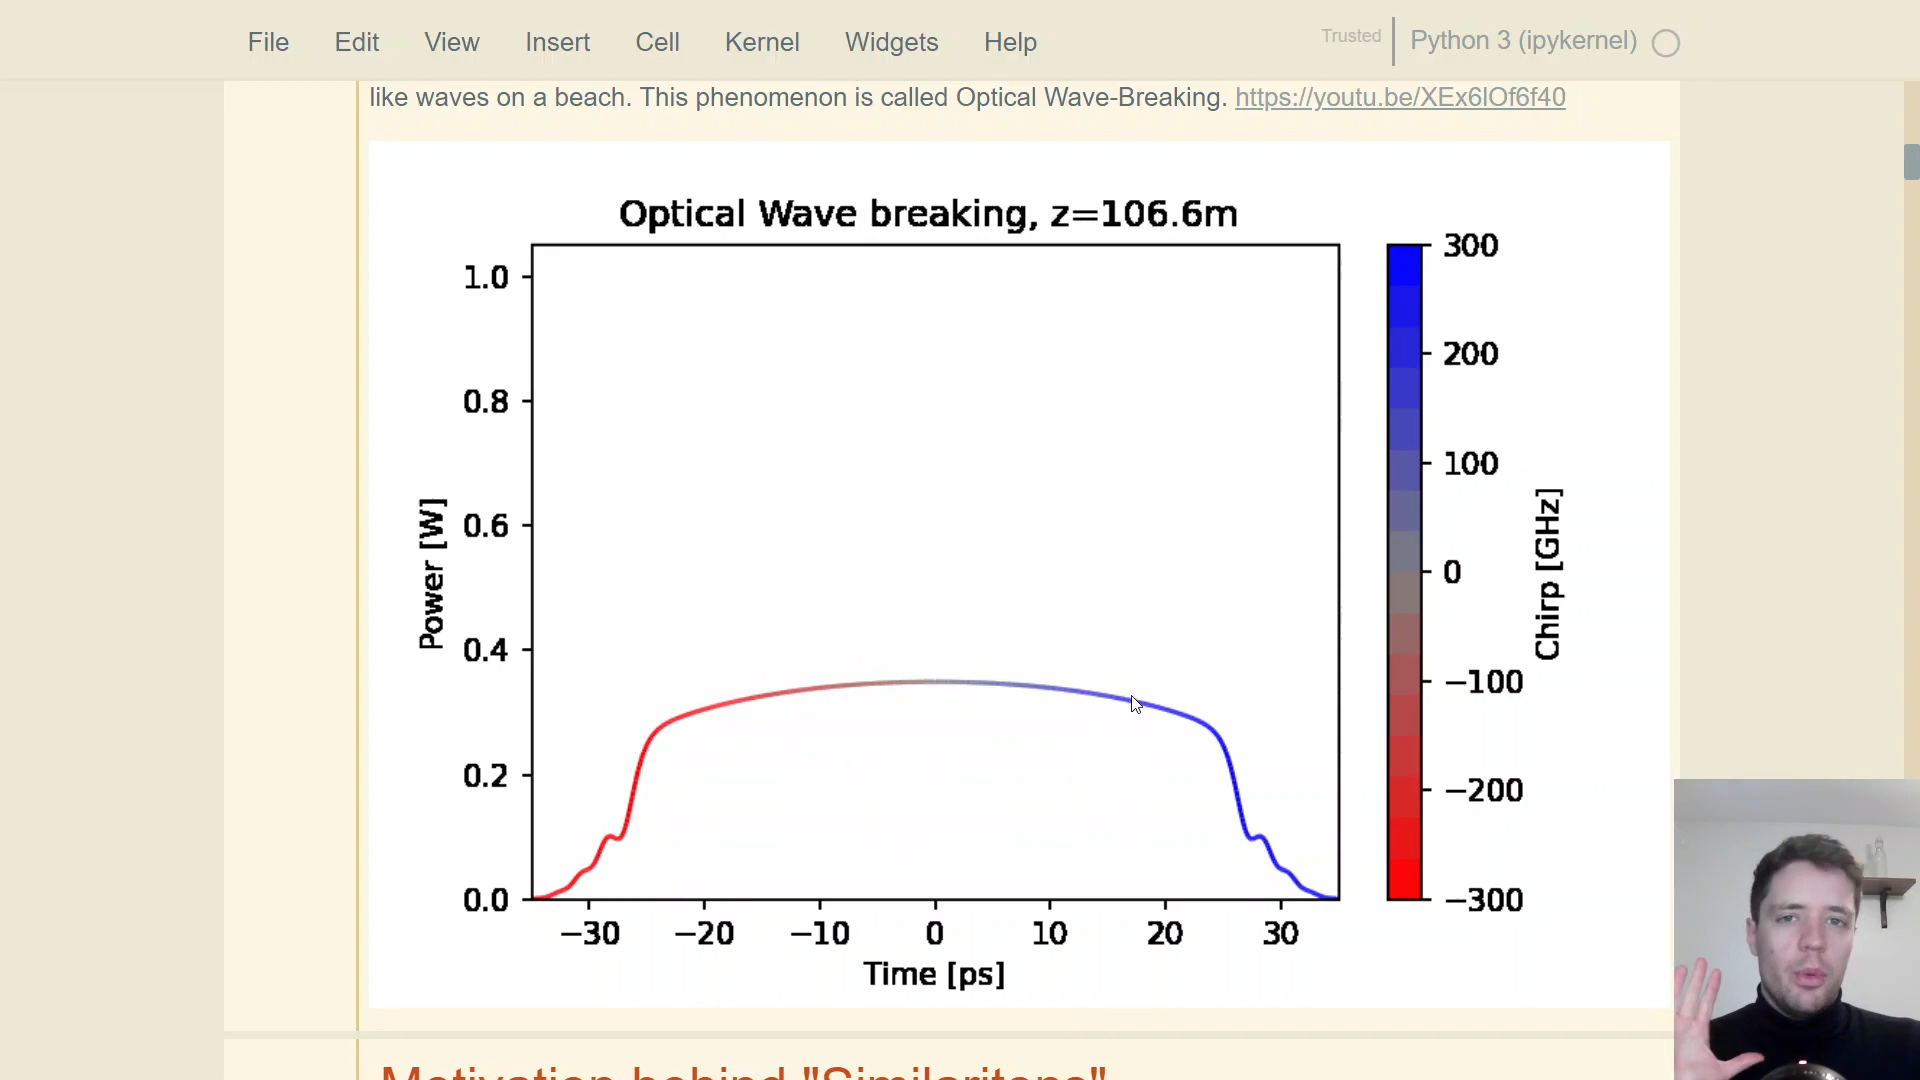 File Edit View Insert Cell Kernel Widgets Help Trusted Python 3 (ipykernel)
like waves on a beach. This phenomenon is called Optical Wave-Breaking. https://youtu.be/XEx6lOf6f40
Optical Wave breaking, z=106.6m
1.0
0.8
0.6
0.4
0.2
0.0
Power [W]
−30 −20 −10 0 10 20 30
Time [ps]
300
200
100
0
−100
−200
−300
Chirp [GHz]
Motivation behind "Similaritons"